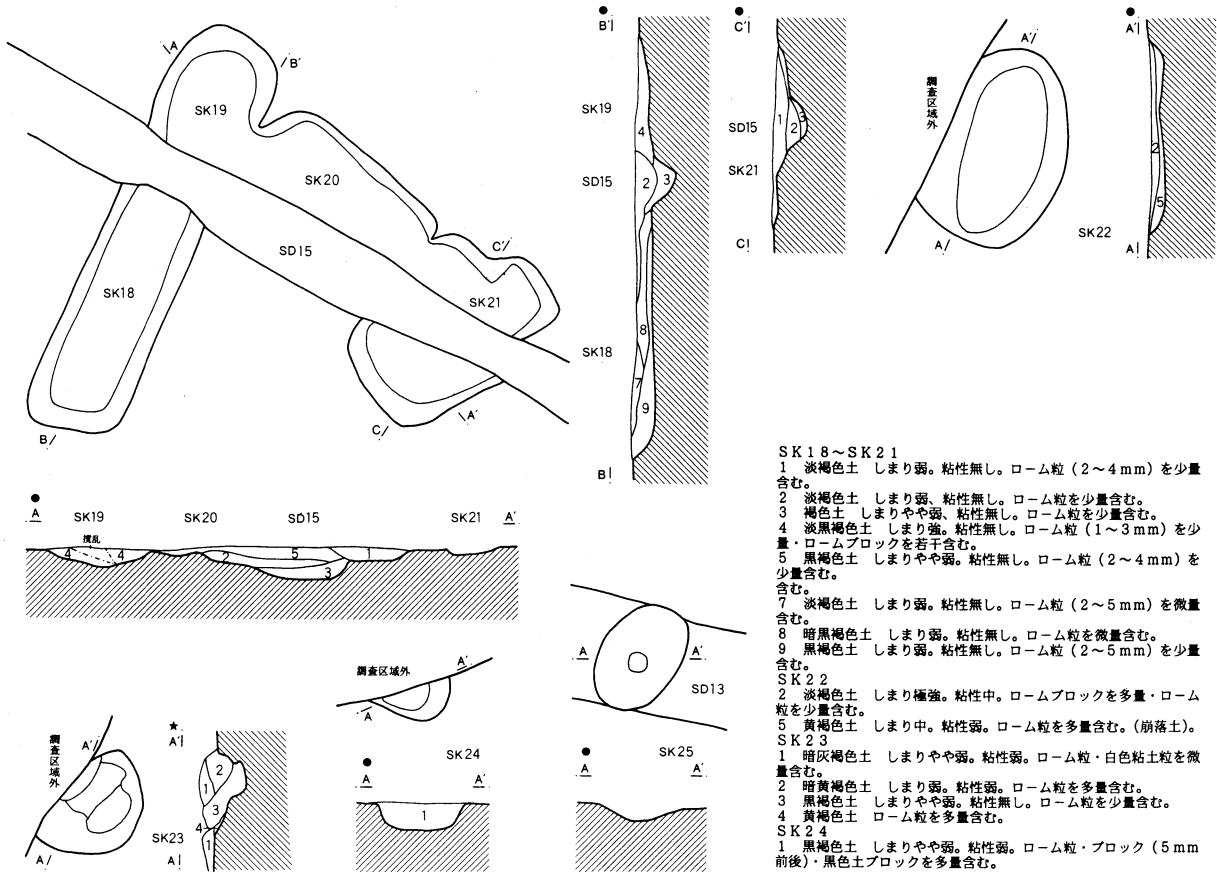 A
B'
SK19
SK20
SD15
SK18
SK21
C'
B
C
A'
B'
SK19
4
SD15
2
3
8
SK18
7
9
B
C'
1
3
2
SD15
SK21
C
調査区域外
A'
A
SK22
A'
2
5
A
A
SK19
SK20
SD15
SK21
A'
撹乱
4
4
2
5
1
3
調査区域外
A'
A
SK24
A
A'
1
A
A'
SD13
SK25
A
A'
調査区域外
A'
A
SK23
A'
2
1
3
4
1
A
SK18~SK21
1 淡褐色土 しまり弱。粘性無し。ローム粒(2~4mm)を少量
含む。
2 淡褐色土 しまり弱、粘性無し。ローム粒を少量含む。
3 褐色土 しまりやや弱、粘性無し。ローム粒を少量含む。
4 淡黒褐色土 しまり強。粘性無し。ローム粒(1~3mm)を少
量・ロームブロックを若干含む。
5 黒褐色土 しまりやや弱。粘性無し。ローム粒(2~4mm)を
少量含む。
含む。
7 淡褐色土 しまり弱。粘性無し。ローム粒(2~5mm)を微量
含む。
8 暗黒褐色土 しまり弱。粘性無し。ローム粒を微量含む。
9 黒褐色土 しまり弱。粘性無し。ローム粒(2~5mm)を少量
含む。
SK22
2 淡褐色土 しまり極強。粘性中。ロームブロックを多量・ローム
粒を少量含む。
5 黄褐色土 しまり中。粘性弱。ローム粒を多量含む。(崩落土)。
SK23
1 暗灰褐色土 しまりやや弱。粘性弱。ローム粒・白色粘土粒を微
量含む。
2 暗黄褐色土 しまり弱。ローム粒を多量含む。
3 黒褐色土 しまりやや弱。粘性無し。ローム粒を少量含む。
4 黄褐色土 ローム粒を多量含む。
SK24
1 黒褐色土 しまりやや弱。粘性弱。ローム粒・ブロック(5mm
前後)・黒色土ブロックを多量含む。